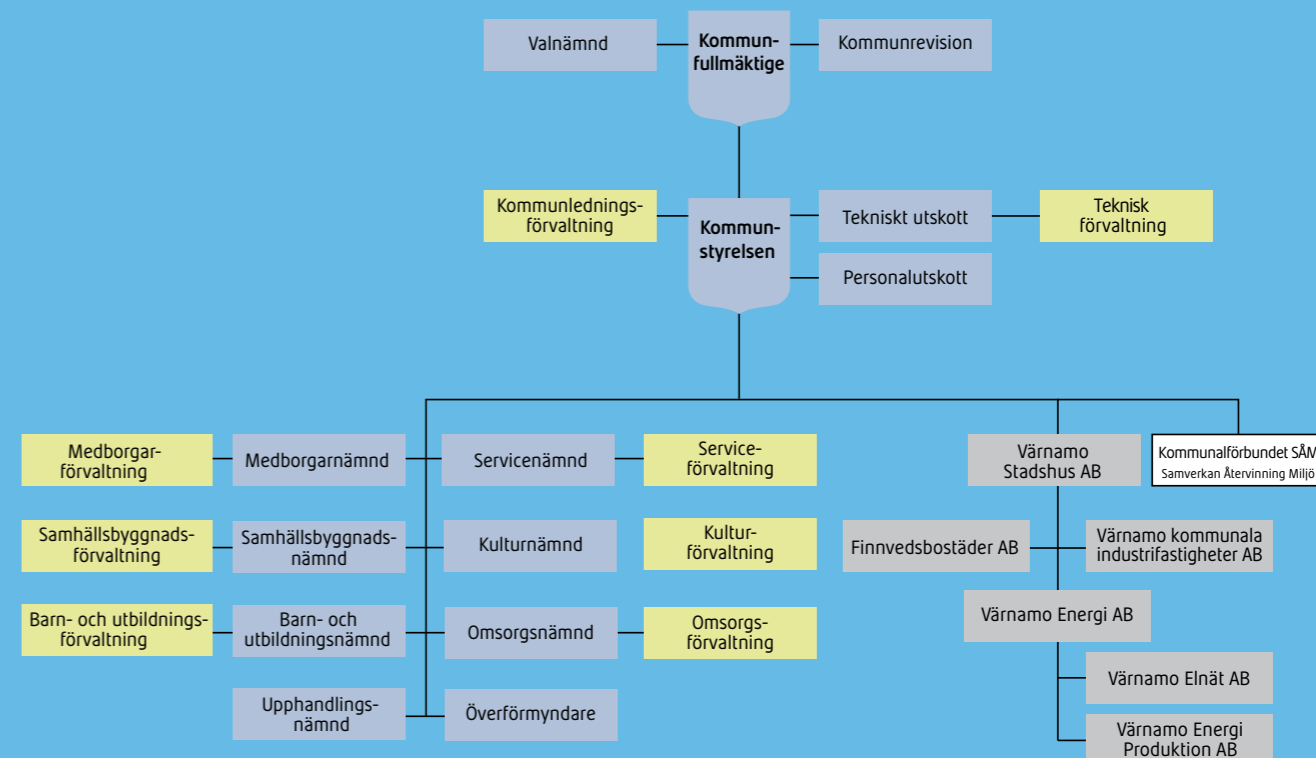 Valnämnd
Kommun-
fullmäktige
Kommunrevision
Kommunlednings-
förvaltning
Kommun-
styrelsen
Tekniskt utskott
Teknisk
förvaltning
Personalutskott
Medborgar-
förvaltning
Medborgarnämnd
Servicenämnd
Service-
förvaltning
Värnamo
Stadshus AB
Kommunalförbundet SÅM
Samverkan Återvinning Miljö
Samhällsbyggnads-
förvaltning
Samhällsbyggnads-
nämnd
Kulturnämnd
Kultur-
förvaltning
Finnvedsbostäder AB
Värnamo kommunala
industrifastigheter AB
Barn- och utbildnings-
förvaltning
Barn- och
utbildningsnämnd
Omsorgsnämnd
Omsorgs-
förvaltning
Värnamo Energi AB
Värnamo Elnät AB
Upphandlings-
nämnd
Överförmyndare
Värnamo Energi
Produktion AB